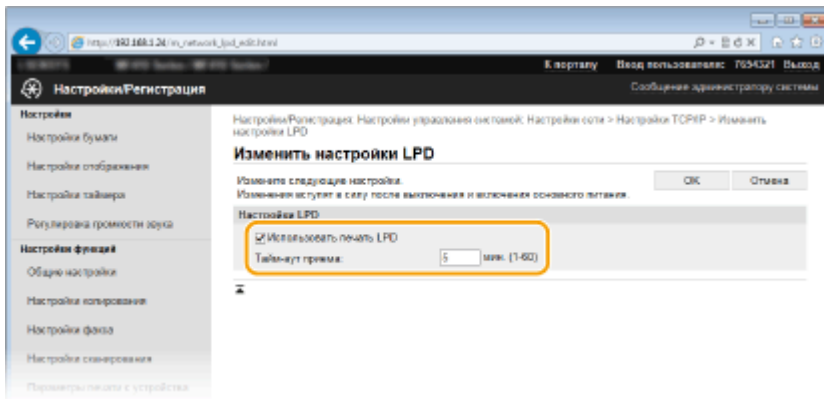 http://192.168.1.24/m_network_lpd_edit.html
К порталу Вход пользователя: 7654321 Выход
Настройки/Регистрация Сообщение администратору системы
Настройки
Настройки бумаги
Настройки отображения
Настройки таймера
Регулировка громкости звука
Настройки функций
Общие настройки
Настройки копирования
Настройки факса
Настройки сканирования
Параметры печати с устройства
Настройки/Регистрация: Настройки управления системой: Настройки сети > Настройки TCP/IP > Изменить
настройки LPD
Изменить настройки LPD
Измените следующие настройки. OK Отмена
Изменения вступят в силу после выключения и включения основного питания.
Настройки LPD
Использовать печать LPD
Тайм-аут приема: 5 мин. (1-60)